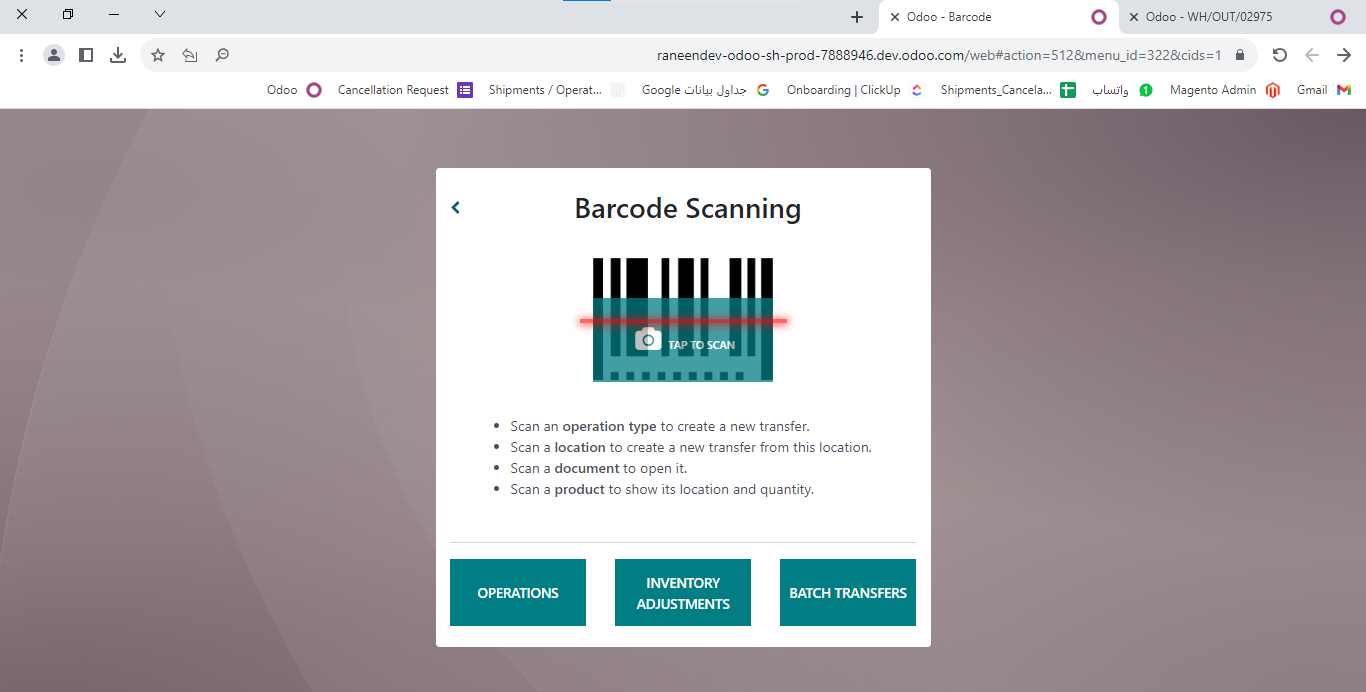 Odoo - Barcode
Odoo - WH/OUT/02975
raneendev-odoo-sh-prod-7888946.dev.odoo.com/web#action=512&menu_id=322&cids=1
Odoo
Cancellation Request
Shipments / Operat...
جداول بيانات Google
Onboarding | ClickUp
Shipments_Cancela...
واتساب
1
Magento Admin
Gmail
Barcode Scanning
TAP TO SCAN
• Scan an operation type to create a new transfer.
• Scan a location to create a new transfer from this location.
• Scan a document to open it.
• Scan a product to show its location and quantity.
OPERATIONS
INVENTORY
ADJUSTMENTS
BATCH TRANSFERS